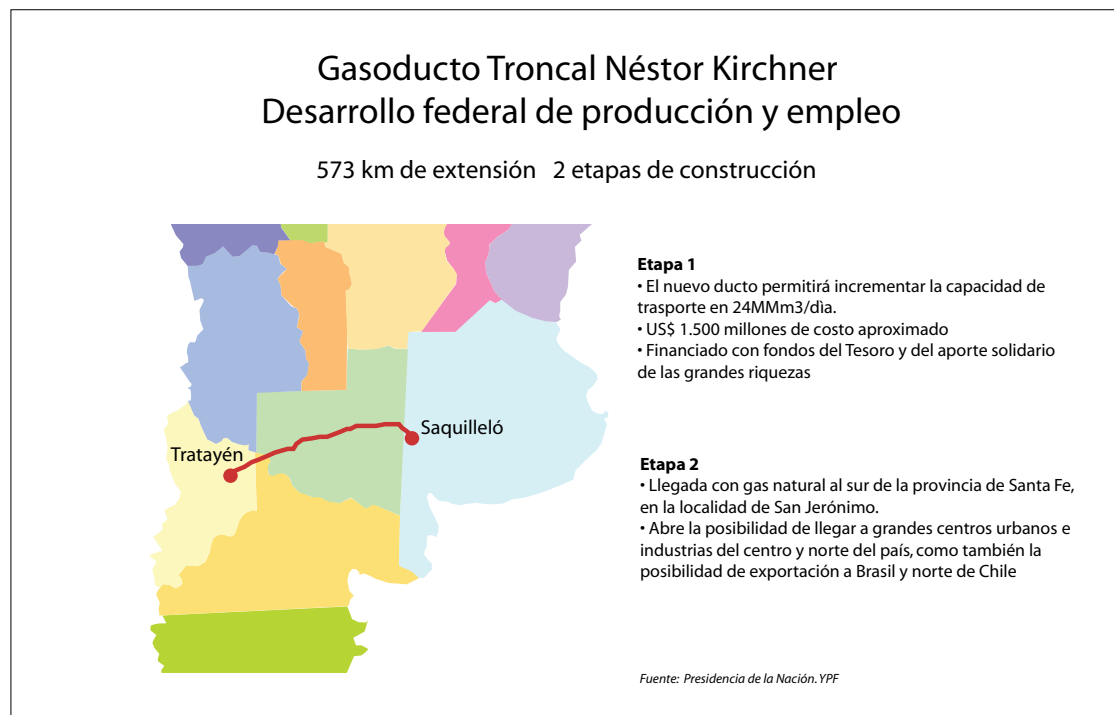 Gasoducto Troncal Néstor Kirchner
Desarrollo federal de producción y empleo
573 km de extensión 2 etapas de construcción
Tratayén
Saquilleló
Etapa 1
• El nuevo ducto permitirá incrementar la capacidad de
trasporte en 24MMm3/dìa.
• US$ 1.500 millones de costo aproximado
• Financiado con fondos del Tesoro y del aporte solidario
de las grandes riquezas
Etapa 2
• Llegada con gas natural al sur de la provincia de Santa Fe,
en la localidad de San Jerónimo.
• Abre la posibilidad de llegar a grandes centros urbanos e
industrias del centro y norte del país, como también la
posibilidad de exportación a Brasil y norte de Chile
Fuente: Presidencia de la Nación. YPF